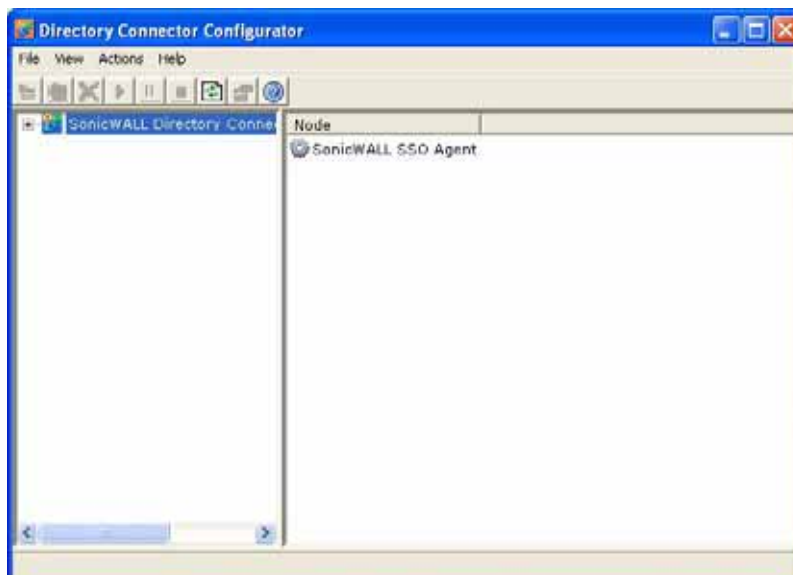 Directory Connector Configurator
File View Actions Help
SonicWALL Directory Conne
Node
SonicWALL SSO Agent